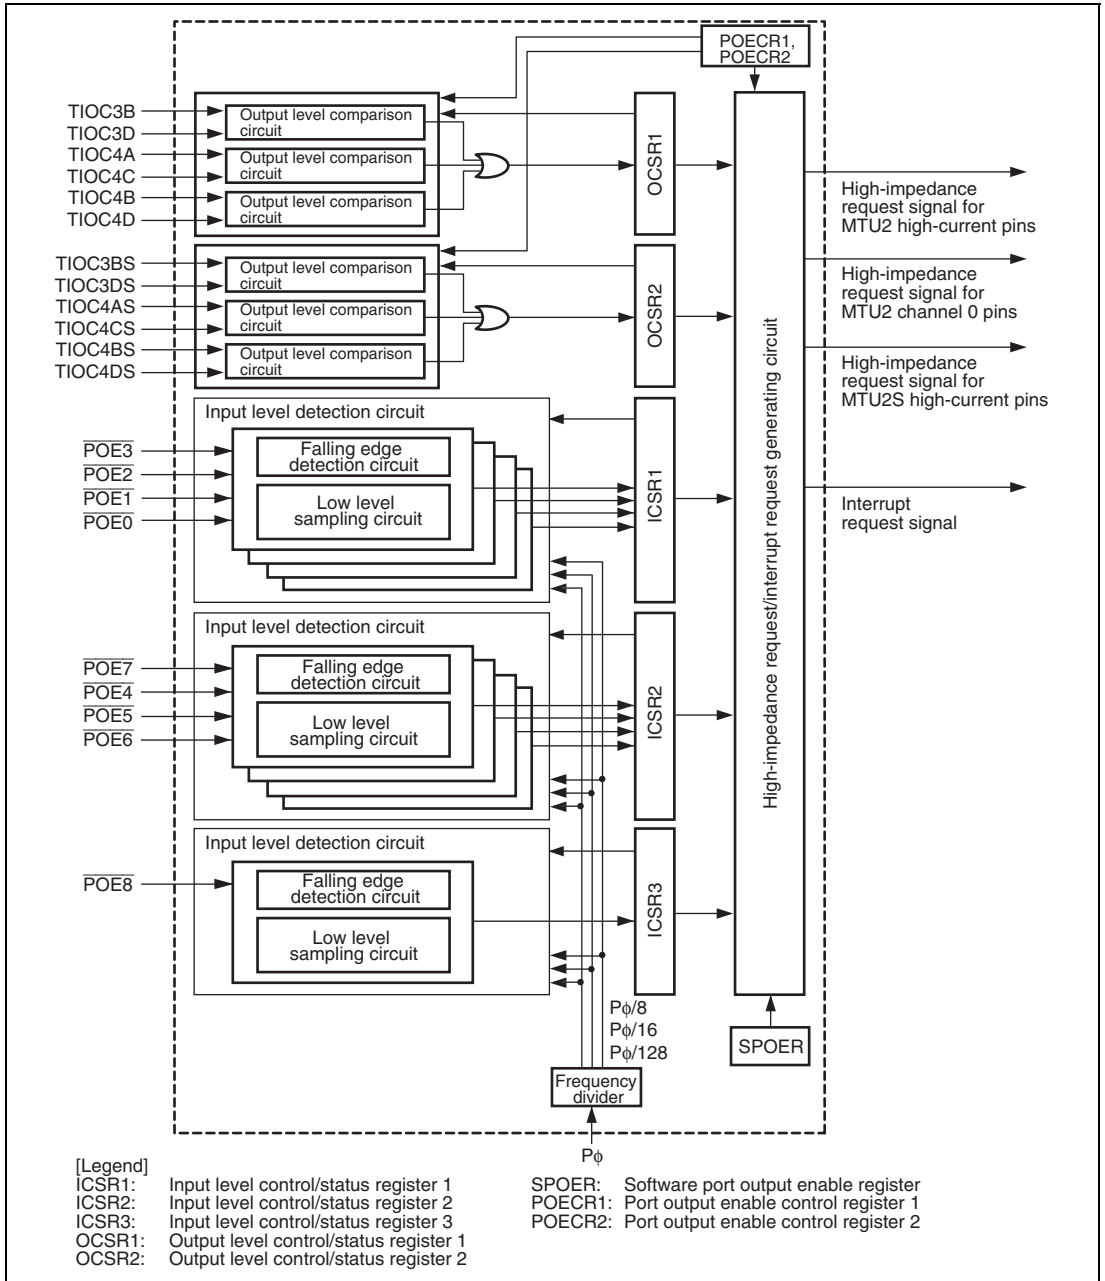 POECR1,
POECR2
TIOC3B
TIOC3D
TIOC4A
TIOC4C
TIOC4B
TIOC4D
Output level comparison
circuit
Output level comparison
circuit
Output level comparison
circuit
OCSR1
TIOC3BS
TIOC3DS
TIOC4AS
TIOC4CS
TIOC4BS
TIOC4DS
Output level comparison
circuit
Output level comparison
circuit
Output level comparison
circuit
OCSR2
Input level detection circuit
POE3
POE2
POE1
POE0
Falling edge
detection circuit
Low level
sampling circuit
ICSR1
Input level detection circuit
POE7
POE4
POE5
POE6
Falling edge
detection circuit
Low level
sampling circuit
ICSR2
Input level detection circuit
POE8
Falling edge
detection circuit
Low level
sampling circuit
ICSR3
High-impedance request/interrupt request generating circuit
High-impedance
request signal for
MTU2 high-current pins
High-impedance
request signal for
MTU2 channel 0 pins
High-impedance
request signal for
MTU2S high-current pins
Interrupt
request signal
Pφ/8
Pφ/16
Pφ/128
SPOER
Frequency
divider
Pφ
[Legend]
ICSR1: Input level control/status register 1
ICSR2: Input level control/status register 2
ICSR3: Input level control/status register 3
OCSR1: Output level control/status register 1
OCSR2: Output level control/status register 2
SPOER: Software port output enable register
POECR1: Port output enable control register 1
POECR2: Port output enable control register 2